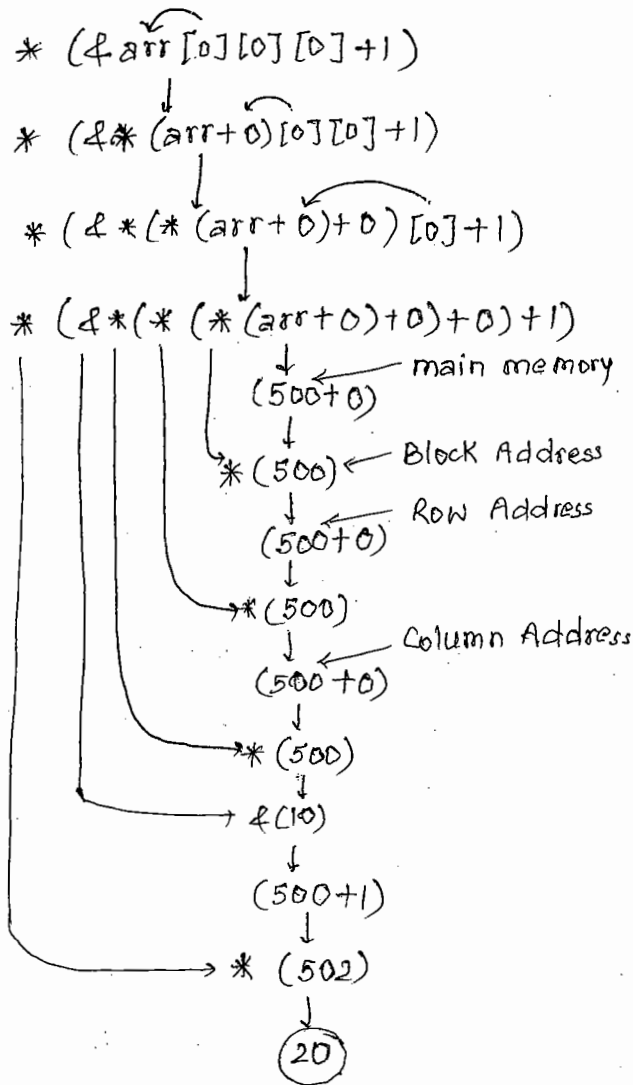 * (&arr[0][0][0]+1)
* (&*(arr+0)[0][0]+1)
* (&*(*(arr+0)+0)[0]+1)
* (&*(*(*(arr+0)+0)+0)+1)
(500+0) main memory
*(500) Block Address
(500+0) Row Address
*(500)
(500+0) Column Address
*(500)
&(10)
(500+1)
* (502)
20